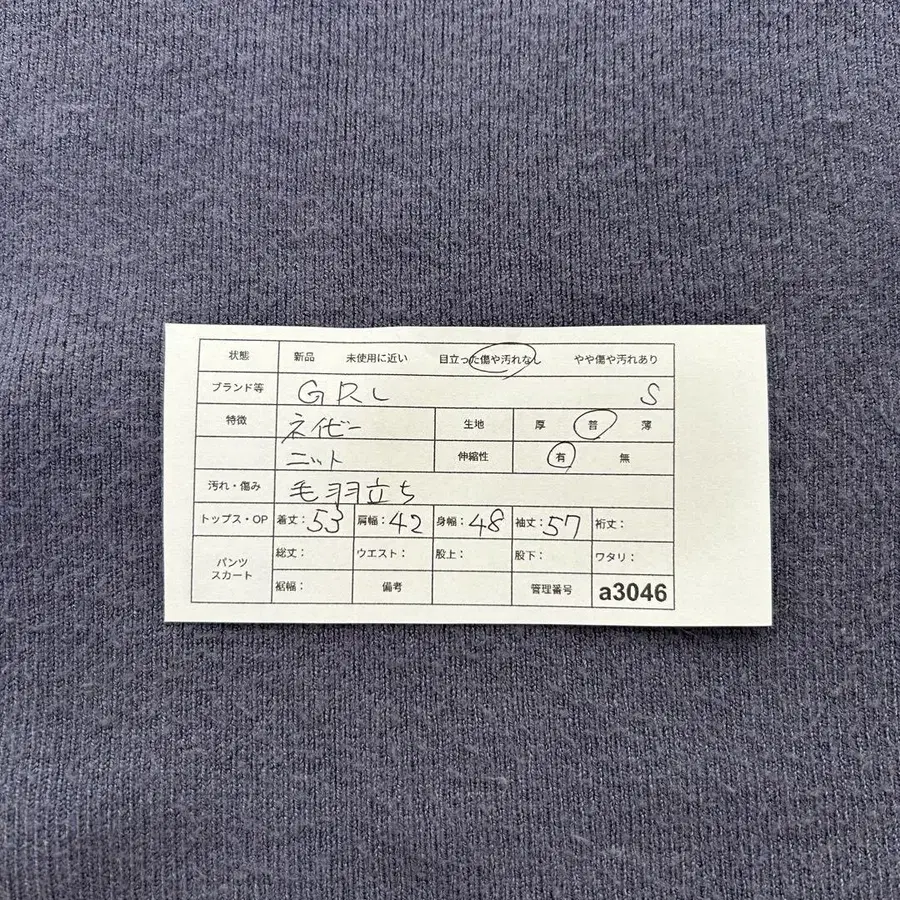 状態 新品 未使用に近い 目立った傷や汚れなし やや傷や汚れあり
ブランド等 GRL S
特徴 ネイビー 生地 厚 普 薄
ニット 伸縮性 有 無
汚れ・傷み 毛羽立ち
トップス・OP 着丈:53 肩幅:42 身幅:48 袖丈:57 裄丈:
パンツ スカート 総丈: ウエスト: 股上: 股下: ワタリ:
裾幅: 備考 管理番号 a3046